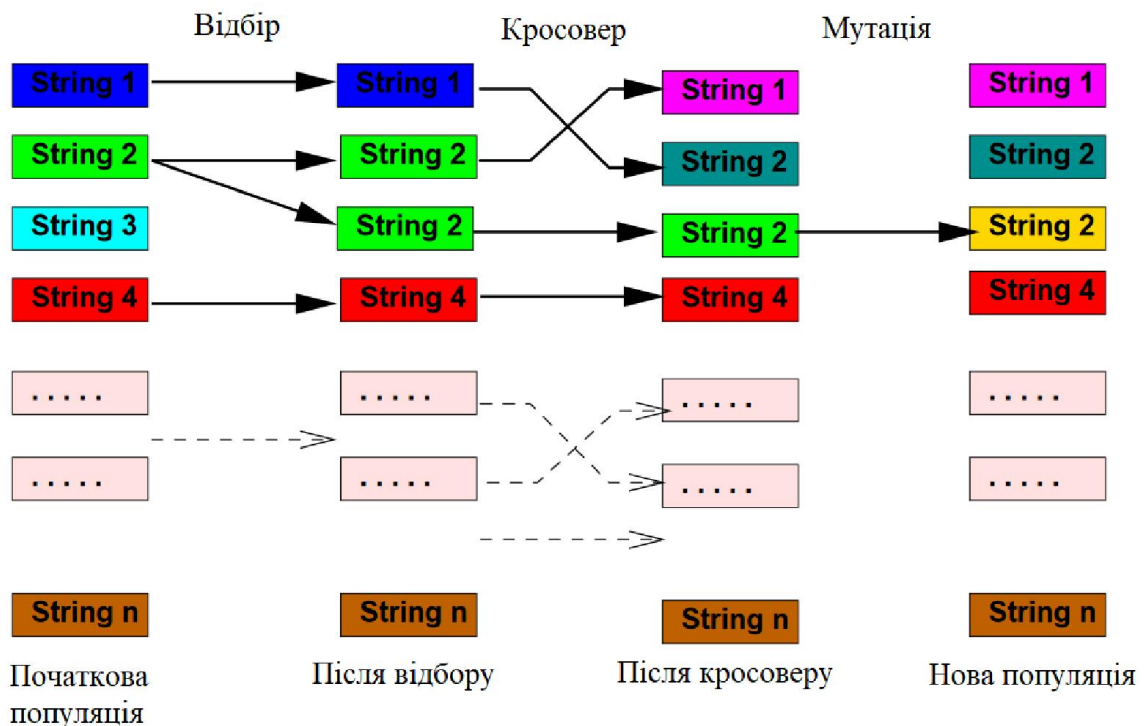 Відбір Кросовер Мутація
String 1 String 1 String 1 String 1
String 2 String 2 String 2 String 2
String 3 String 2 String 2 String 2
String 4 String 4 String 4 String 4
..... ..... ..... .....
..... ..... ..... .....
String n String n String n String n
Початкова Після відбору Після кросоверу Нова популяція
популяція